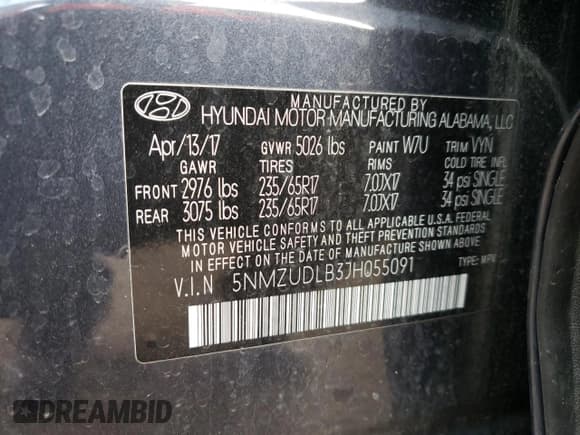 MANUFACTURED BY
HYUNDAI MOTOR MANUFACTURING ALABAMA, LLC
Apr/13/17 GVWR 5026 lbs PAINT W7U TRIM VYN
GAWR TIRES RIMS COLD TIRE INFL.
FRONT 2976 lbs 235/65R17 7.0JX17 34 psi SINGLE
REAR 3075 lbs 235/65R17 7.0JX17 34 psi SINGLE
THIS VEHICLE CONFORMS TO ALL APPLICABLE U.S.A. FEDERAL
MOTOR VEHICLE SAFETY AND THEFT PREVENTION STANDARDS
IN EFFECT ON THE DATE OF MANUFACTURE SHOWN ABOVE.
V.I.N 5NMZUDLB3JH055091 TYPE: MPV
DREAMBID